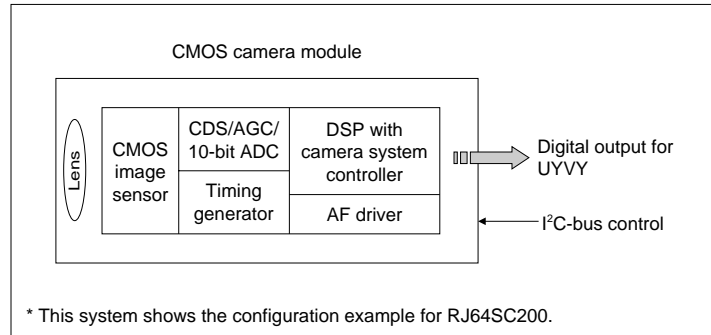 CMOS camera module
Lens
CMOS
image
sensor
CDS/AGC/
10-bit ADC
Timing
generator
DSP with
camera system
controller
AF driver
Digital output for
UYVY
I²C-bus control
* This system shows the configuration example for RJ64SC200.